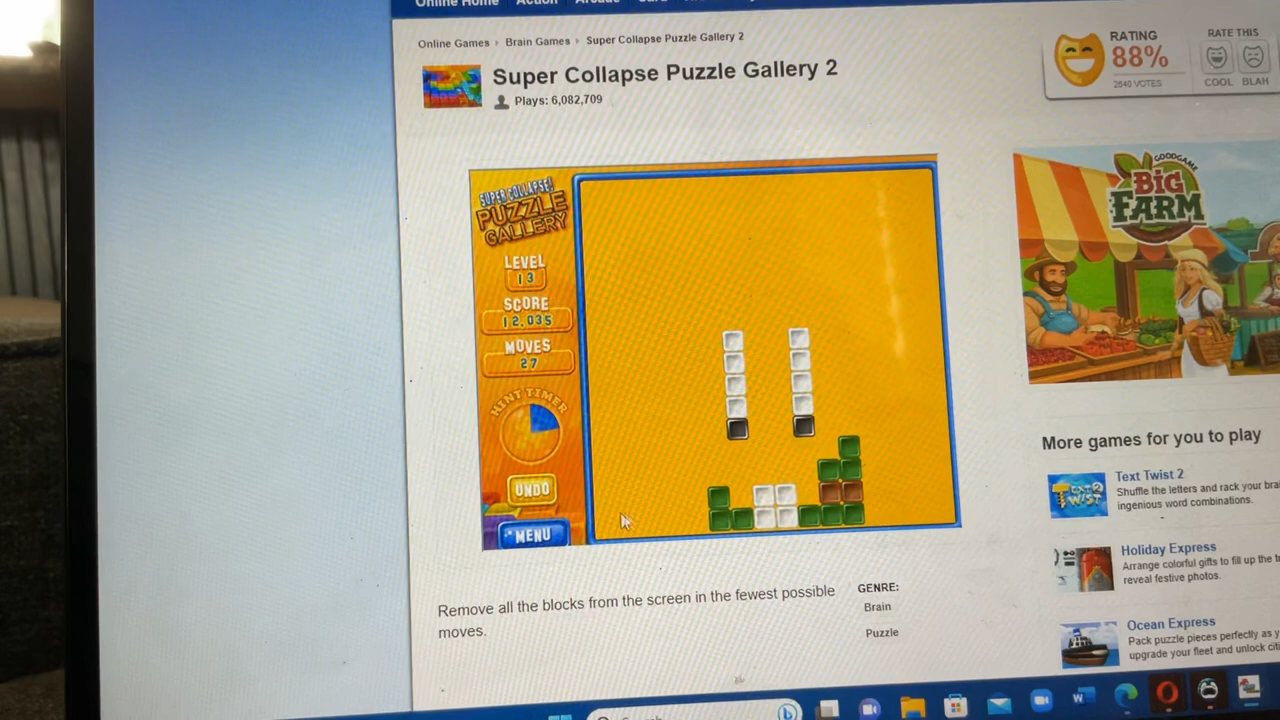 Online Home Action
Online Games › Brain Games › Super Collapse Puzzle Gallery 2
Super Collapse Puzzle Gallery 2
Plays: 6,082,709
RATING
88%
2640 VOTES
RATE THIS
COOL BLAH
SUPER COLLAPSE!
PUZZLE
GALLERY
LEVEL
13
SCORE
12,035
MOVES
27
HINT TIMER
UNDO
MENU
GOODGAME
BiG
FARM
Remove all the blocks from the screen in the fewest possible
moves.
GENRE:
Brain
Puzzle
More games for you to play
Text Twist 2
Shuffle the letters and rack your
ingenious word combinations.
Holiday Express
Arrange colorful gifts to fill up the
reveal festive photos.
Ocean Express
Pack puzzle pieces perfectly as
upgrade your fleet and unlock